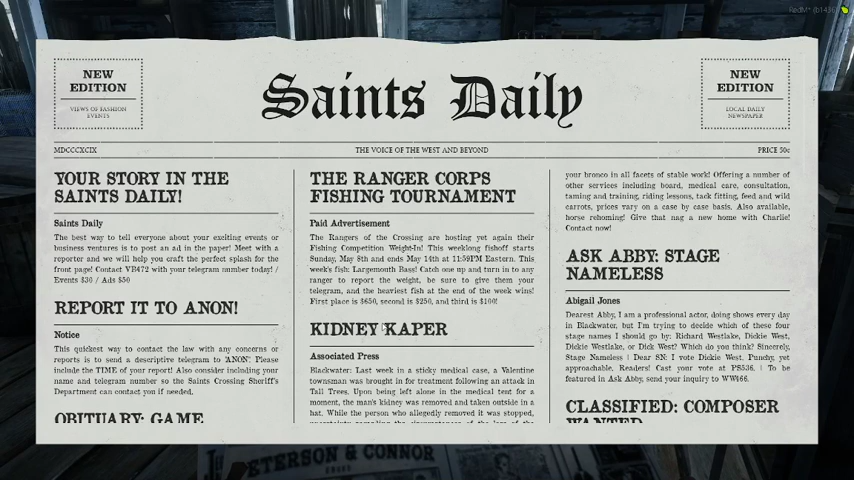 RedM* (b1436)
NEW
EDITION
VIEWS OF FASHION
EVENTS
Saints Daily
NEW
EDITION
LOCAL DAILY
NEWSPAPER
MDCCCXCIX
THE VOICE OF THE WEST AND BEYOND
PRICE 50c
YOUR STORY IN THE
SAINTS DAILY!
Saints Daily
The best way to tell everyone about your exciting events or
business ventures is to post an ad in the paper! Meet with a
reporter and we will help you craft the perfect splash for the
front page! Contact VB472 with your telegram number today! /
Events $30 / Ads $50
REPORT IT TO ANON!
Notice
This quickest way to contact the law with any concerns or
reports is to send a descriptive telegram to 'ANON'. Please
include the TIME of your report! Also consider including your
name and telegram number so the Saints Crossing Sheriff's
Department can contact you if needed.
OBITUARY: GAME
THE RANGER CORPS
FISHING TOURNAMENT
Paid Advertisement
The Rangers of the Crossing are hosting yet again their
Fishing Competition Weight-In! This weeklong fishoff starts
Sunday, May 8th and ends May 14th at 11:59PM Eastern. This
week's fish: Largemouth Bass! Catch one up and turn in to any
ranger to report the weight, be sure to give them your
telegram, and the heaviest fish at the end of the week wins!
First place is $650, second is $250, and third is $100!
KIDNEY KAPER
Associated Press
Blackwater: Last week in a sticky medical case, a Valentine
townsman was brought in for treatment following an attack in
Tall Trees. Upon being left alone in the medical tent for a
moment, the man's kidney was removed and taken outside in a
hat. While the person who allegedly removed it was stopped,
your bronco in all facets of stable work! Offering a number of
other services including board, medical care, consultation,
taming and training, riding lessons, tack fitting, feed and wild
carrots, prices vary on a case by case basis. Also available,
horse rehoming! Give that nag a new home with Charlie!
Contact now!
ASK ABBY: STAGE
NAMELESS
Abigail Jones
Dearest Abby, I am a professional actor, doing shows every day
in Blackwater, but I'm trying to decide which of these four
stage names I should go by: Richard Westlake, Dickie West,
Dickie Westlake, or Dick West? Which do you think? Sincerely,
Stage Nameless | Dear SN: I vote Dickie West. Punchy, yet
approachable. Readers! Cast your vote at PS536. | To be
featured in Ask Abby, send your inquiry to WW466.
CLASSIFIED: COMPOSER
WANTED
ETERSON & CONNOR